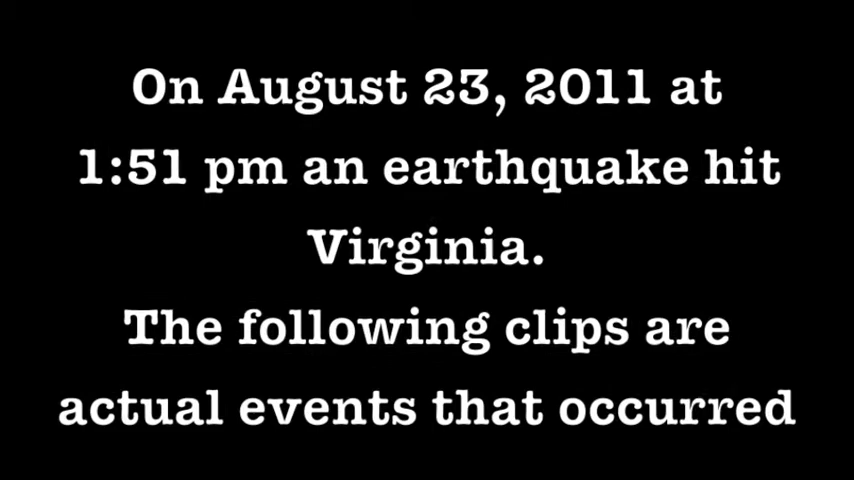 On August 23, 2011 at
1:51 pm an earthquake hit
Virginia.
The following clips are
actual events that occurred